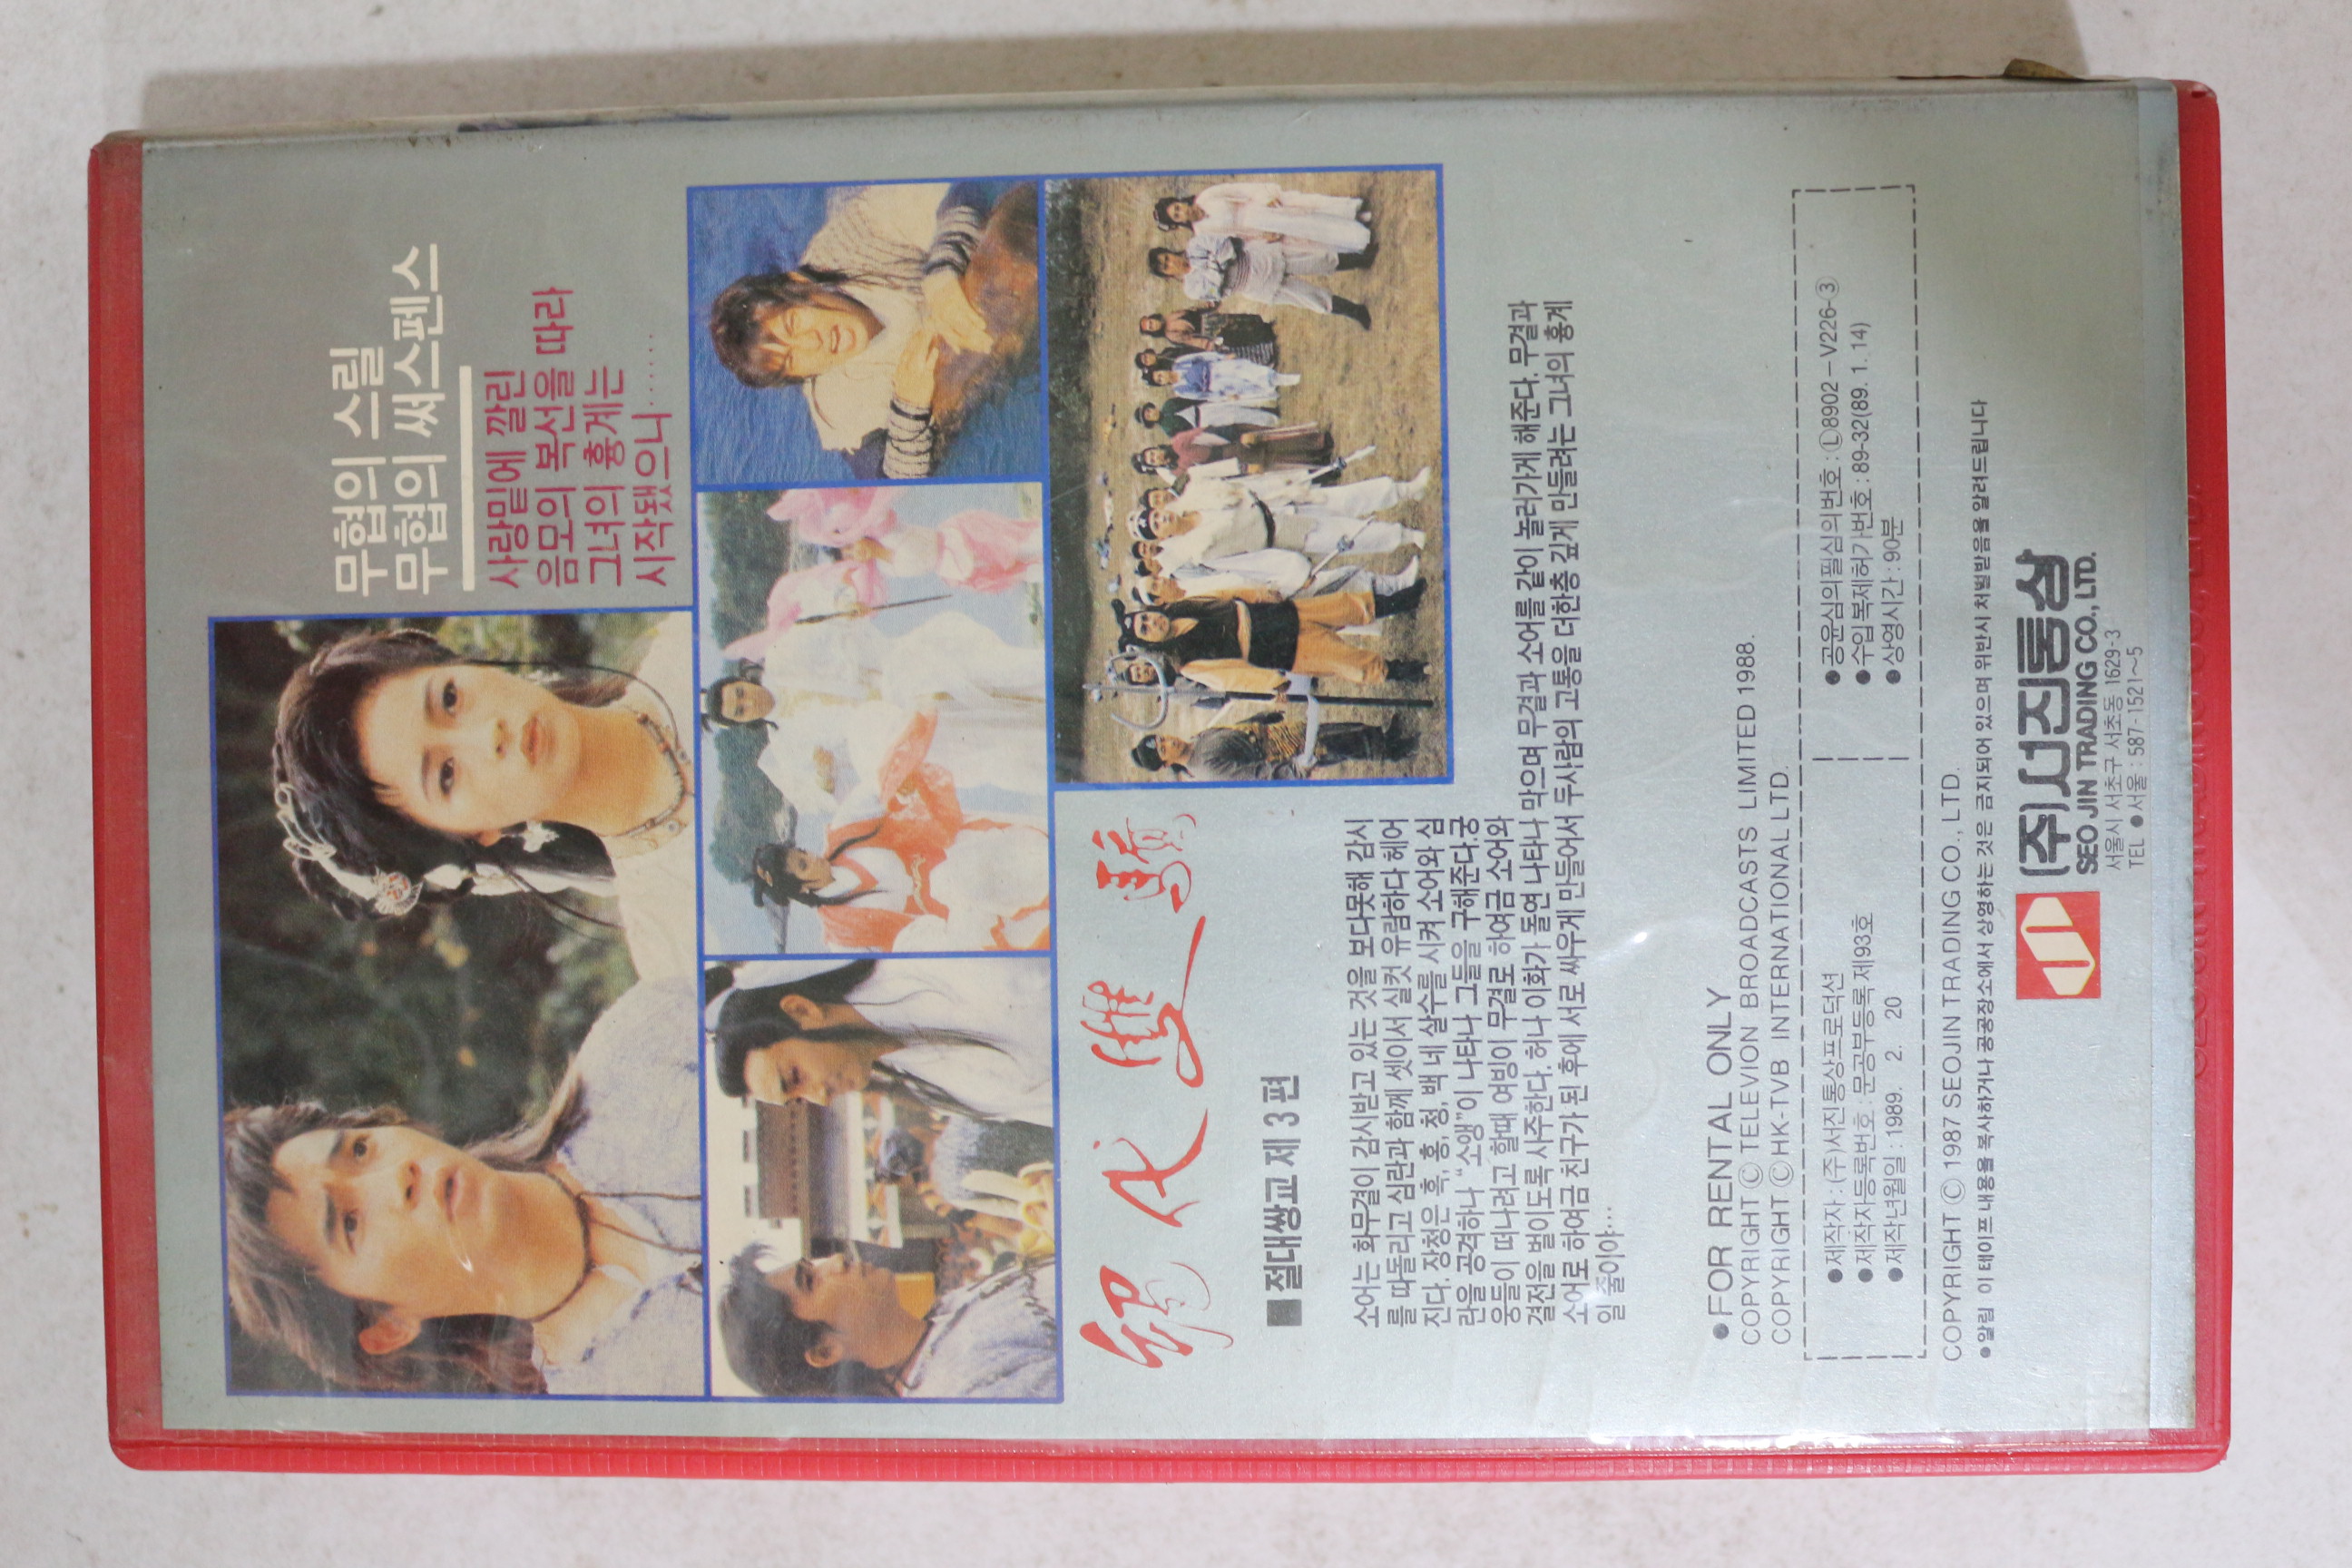 무협의 스릴
무협의 써스펜스
사랑밑에 깔린
음모의 복선을 따라
그녀의 흉계는
시작됐으니……
絕代雙驕
■ 절대쌍교 제 3 편
소어는 화무결이 감시받고 있는 것을 보다못해 감시
를 따돌리고 심란과 함께 셋이서 실컷 유람하다 헤어
진다. 장청은 흑, 홍, 청, 백 네 살수를 시켜 소어와 심
란을 공격하나 “소앵”이 나타나 그들을 구해준다.궁
웅들이 떠나려고 할때 여빙이 무결로 하여금 소어와
결전을 벌이도록 사주한다. 허나 이화가 돌연 나타나 막으며 무결과 소어를 같이 놀러가게 해준다. 무결과
소어로 하여금 친구가 된 후에 서로 싸우게 만들어서 두사람의 고통을 더한층 깊게 만들려는 그녀의 흉계
일 줄이야…
●FOR RENTAL ONLY
COPYRIGHT Ⓒ TELEVION BROADCASTS LIMITED 1988.
COPYRIGHT ⒸHK-TVB INTERNATIONAL LTD.
●제작자 : (주)서진통상프로덕션
●제작자등록번호 : 문공부등록 제93호
●제작년월일 : 1989. 2. 20
●공윤심의필심의번호 : Ⓛ8902－V226-③
●수입복제허가번호 : 89-32(89. 1. 14)
●상영시간 : 90분
COPYRIGHT Ⓒ 1987 SEOJIN TRADING CO., LTD.
●알림 이 테이프 내용을 복사하거나 공공장소에서 상영하는 것은 금지되어 있으며 위반시 처벌받음을 알려드립니다
(주)서진통상
SEO JIN TRADING CO., LTD.
서울시 서초구 서초동 1629-3
TEL ●서울 : 587-1521～5